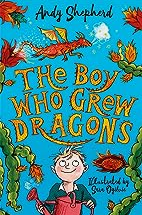 Andy Shepherd
THE BOY
WHO GREW
DRAGONS
Illustrated by
Sara Ogilvie